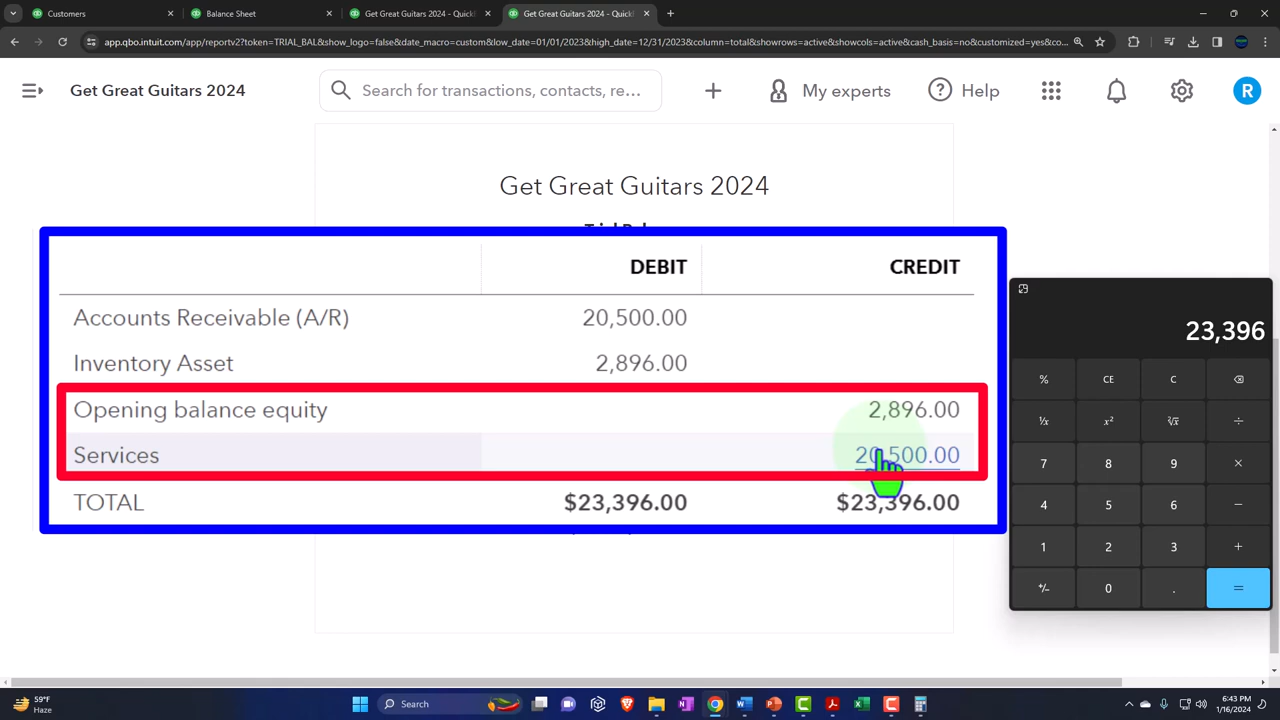 Customers
Balance Sheet
Get Great Guitars 2024 - Quickl
Get Great Guitars 2024 - Quickl
app.qbo.intuit.com/app/reportv2?token=TRIAL_BAL&show_logo=false&date_macro=custom&low_date=01/01/2023&high_date=12/31/2023&column=total&showrows=active&showcols=active&cash_basis=no&customized=yes&co...
Get Great Guitars 2024
Search for transactions, contacts, re...
My experts
Help
R
Get Great Guitars 2024
DEBIT CREDIT
Accounts Receivable (A/R) 20,500.00
Inventory Asset 2,896.00
Opening balance equity 2,896.00
Services 20,500.00
TOTAL $23,396.00 $23,396.00
23,396
% CE C
¹/x x² ²√x ÷
7 8 9 ×
4 5 6 −
1 2 3 +
+/− 0 . =
59°F
Haze
Search
6:43 PM
1/16/2024